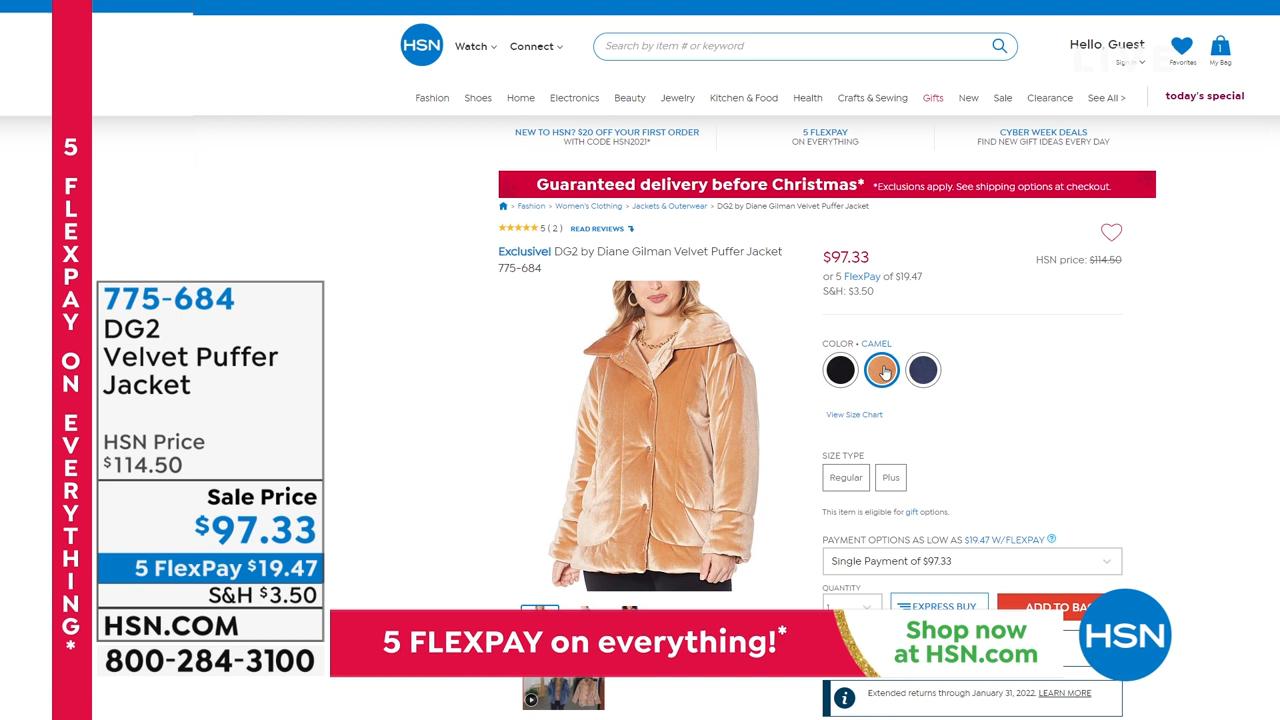 HSN
Watch
Connect
Search by item # or keyword
Hello, Guest
Sign In
Favorites
1
My Bag
Fashion Shoes Home Electronics Beauty Jewelry Kitchen & Food Health Crafts & Sewing Gifts New Sale Clearance See All >
today's special
NEW TO HSN? $20 OFF YOUR FIRST ORDER
WITH CODE HSN2021*
5 FLEXPAY
ON EVERYTHING
CYBER WEEK DEALS
FIND NEW GIFT IDEAS EVERY DAY
Guaranteed delivery before Christmas* *Exclusions apply. See shipping options at checkout.
> Fashion > Women's Clothing > Jackets & Outerwear > DG2 by Diane Gilman Velvet Puffer Jacket
5 ( 2 ) READ REVIEWS
Exclusive! DG2 by Diane Gilman Velvet Puffer Jacket
775-684
$97.33
HSN price: $114.50
or 5 FlexPay of $19.47
S&H: $3.50
COLOR • CAMEL
View Size Chart
SIZE TYPE
Regular
Plus
This item is eligible for gift options.
PAYMENT OPTIONS AS LOW AS $19.47 W/FLEXPAY ?
Single Payment of $97.33
QUANTITY
1
EXPRESS BUY
ADD TO BA
Extended returns through January 31, 2022. LEARN MORE
5 FLEXPAY ON EVERYTHING*
775-684
DG2
Velvet Puffer
Jacket
HSN Price
$114.50
Sale Price
$97.33
5 FlexPay $19.47
S&H $3.50
HSN.COM
800-284-3100
5 FLEXPAY on everything!*
Shop now
at HSN.com
HSN